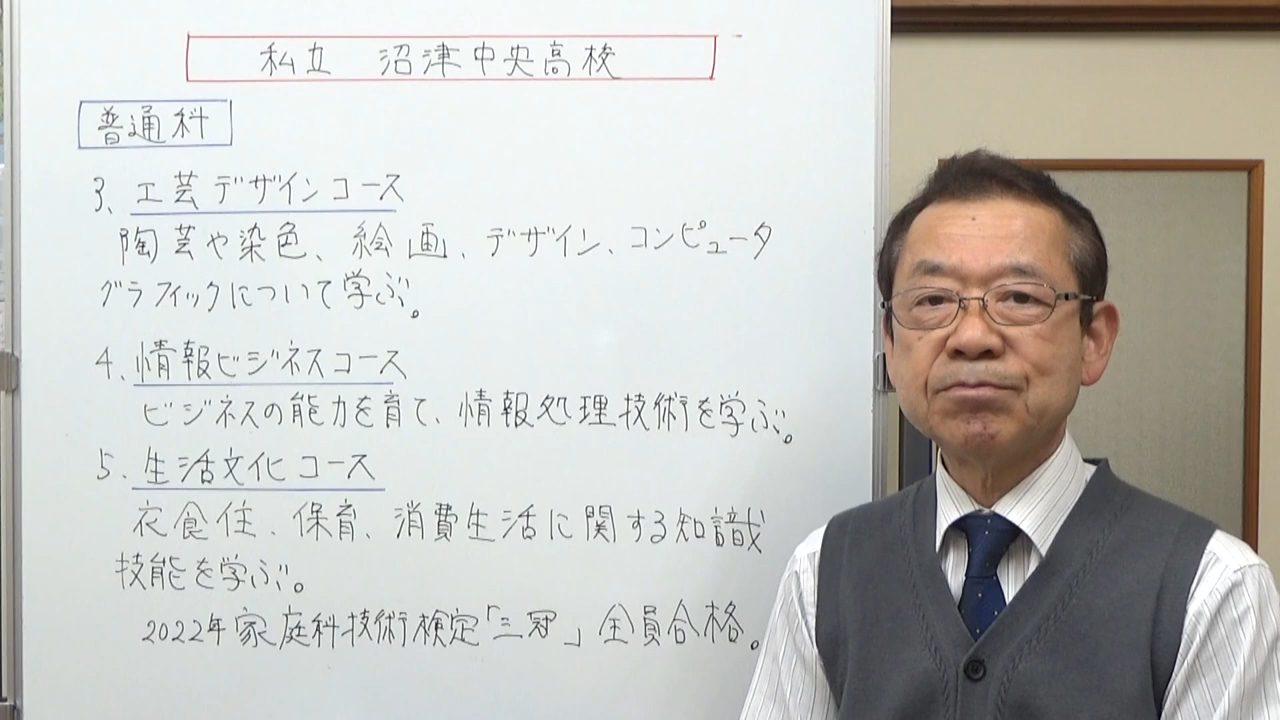 私立 沼津中央高校
普通科
3、工芸デザインコース
陶芸や染色、絵画、デザイン、コンピュータ
グラフィックについて学ぶ。
4、情報ビジネスコース
ビジネスの能力を育て、情報処理技術を学ぶ。
5、生活文化コース
衣食住、保育、消費生活に関する知識
技能を学ぶ。
2022年家庭科技術検定「三冠」全員合格。